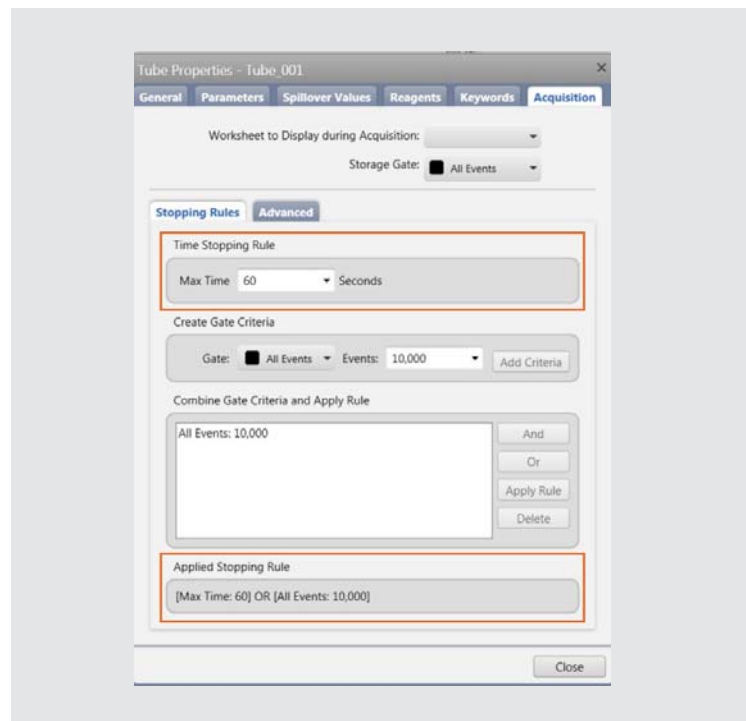 Tube Properties - Tube_001
General Parameters Spillover Values Reagents Keywords Acquisition
Worksheet to Display during Acquisition:
Storage Gate: All Events
Stopping Rules Advanced
Time Stopping Rule
Max Time 60 Seconds
Create Gate Criteria
Gate: All Events Events: 10,000 Add Criteria
Combine Gate Criteria and Apply Rule
All Events: 10,000
And
Or
Apply Rule
Delete
Applied Stopping Rule
[Max Time: 60] OR [All Events: 10,000]
Close